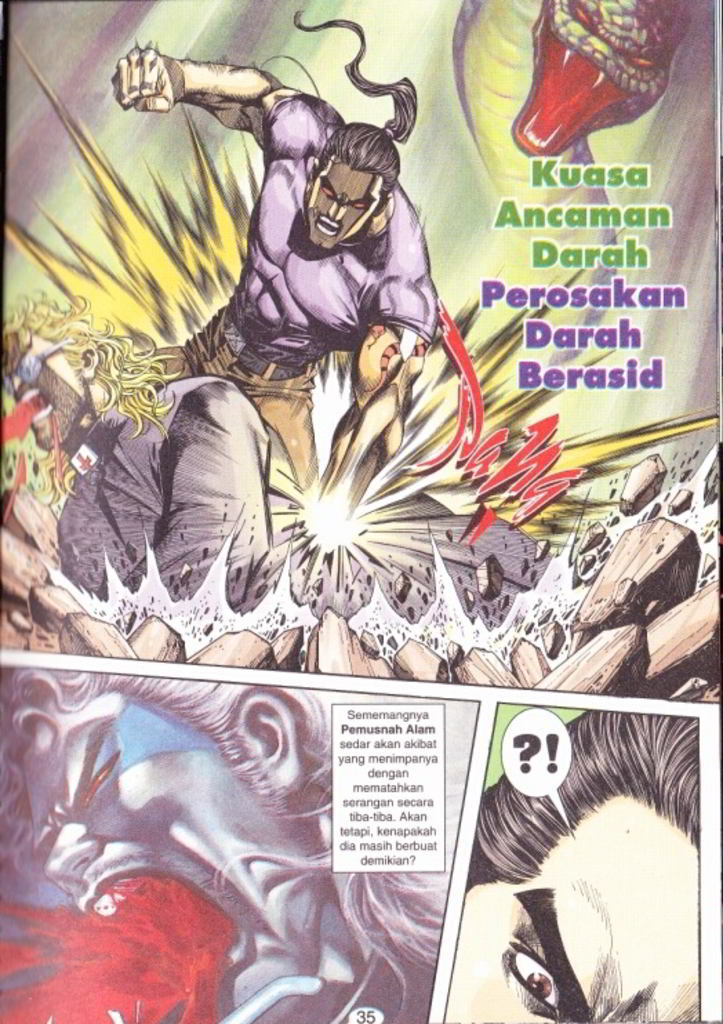 Kuasa
Ancaman
Darah
Perosakan
Darah
Berasid
Sememangnya
Pemusnah Alam
sedar akan akibat
yang menimpanya
dengan
mematahkan
serangan secara
tiba-tiba. Akan
tetapi, kenapakah
dia masih berbuat
demikian?
?!
35